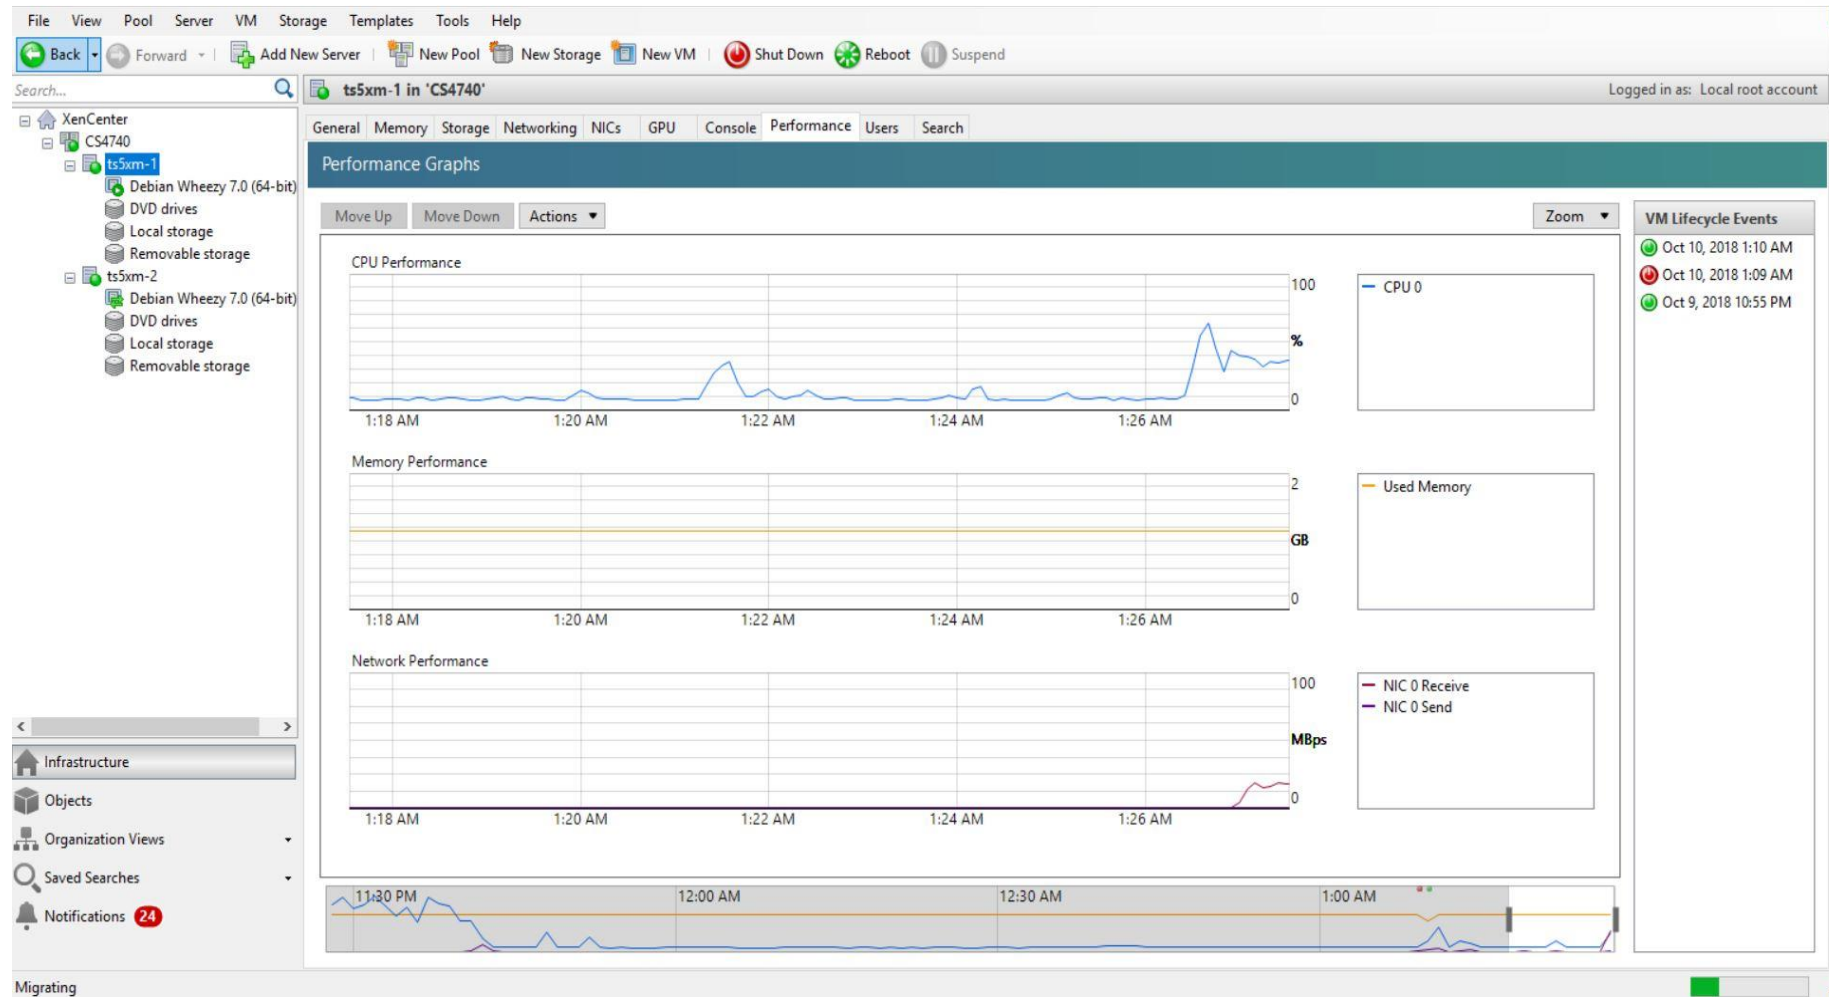 File View Pool Server VM Storage Templates Tools Help
Back Forward Add New Server New Pool New Storage New VM Shut Down Reboot Suspend
Search...
ts5xm-1 in 'CS4740' Logged in as: Local root account
XenCenter
CS4740
ts5xm-1
Debian Wheezy 7.0 (64-bit)
DVD drives
Local storage
Removable storage
ts5xm-2
Debian Wheezy 7.0 (64-bit)
DVD drives
Local storage
Removable storage
Infrastructure
Objects
Organization Views
Saved Searches
Notifications 24
General Memory Storage Networking NICs GPU Console Performance Users Search
Performance Graphs
Move Up Move Down Actions Zoom
CPU Performance
100
%
0
1:18 AM 1:20 AM 1:22 AM 1:24 AM 1:26 AM
CPU 0
Memory Performance
2
GB
0
1:18 AM 1:20 AM 1:22 AM 1:24 AM 1:26 AM
Used Memory
Network Performance
100
MBps
0
1:18 AM 1:20 AM 1:22 AM 1:24 AM 1:26 AM
NIC 0 Receive
NIC 0 Send
11:30 PM 12:00 AM 12:30 AM 1:00 AM
VM Lifecycle Events
Oct 10, 2018 1:10 AM
Oct 10, 2018 1:09 AM
Oct 9, 2018 10:55 PM
Migrating